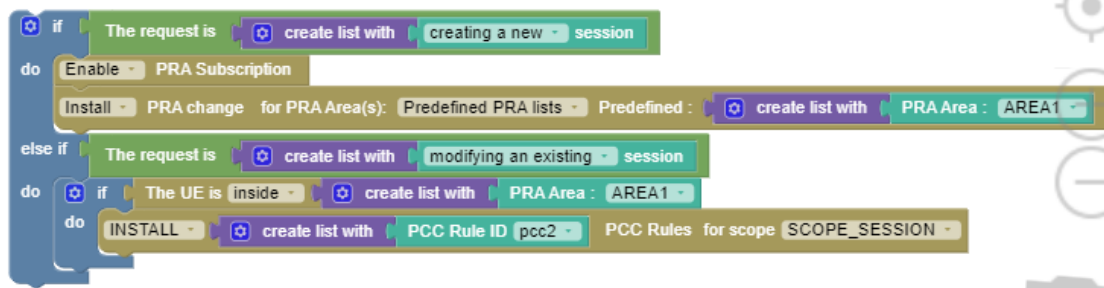 if The request is create list with creating a new session
do Enable PRA Subscription
Install PRA change for PRA Area(s): Predefined PRA lists Predefined : create list with PRA Area : AREA1
else if The request is create list with modifying an existing session
do if The UE is inside create list with PRA Area : AREA1
do INSTALL create list with PCC Rule ID pcc2 PCC Rules for scope SCOPE_SESSION